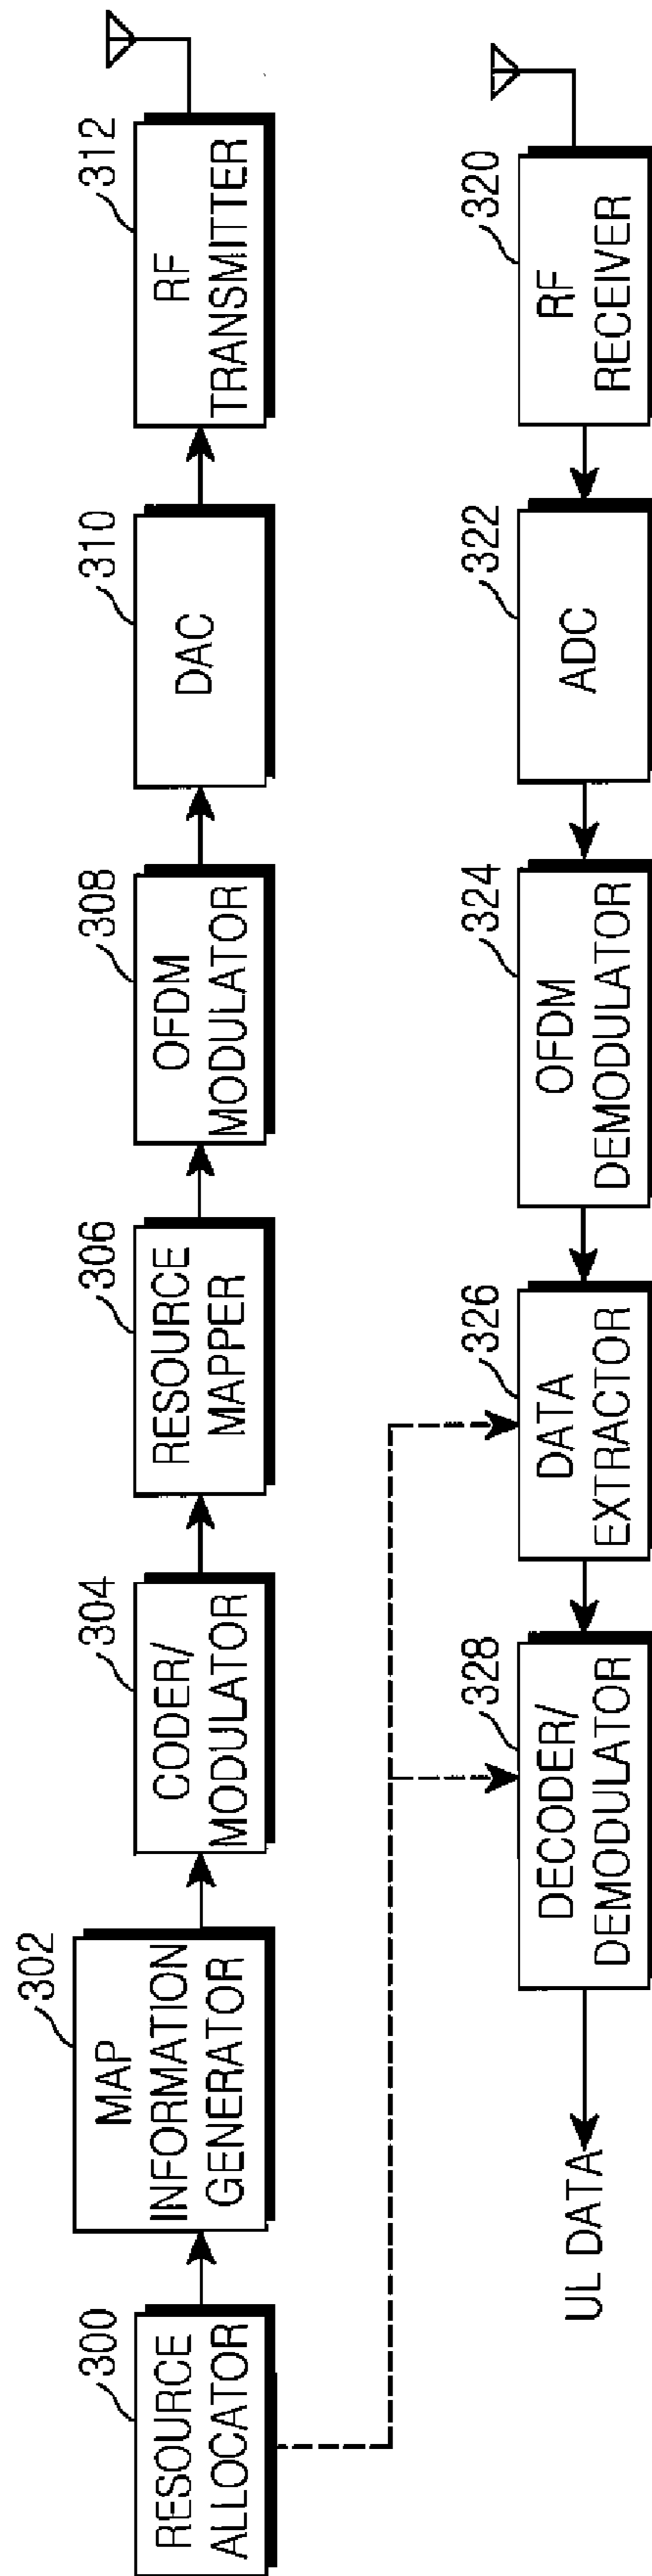 300
RESOURCE
ALLOCATOR
302
MAP
INFORMATION
GENERATOR
304
CODER/
MODULATOR
306
RESOURCE
MAPPER
308
OFDM
MODULATOR
310
DAC
312
RF
TRANSMITTER
UL DATA
328
DECODER/
DEMODULATOR
326
DATA
EXTRACTOR
324
OFDM
DEMODULATOR
322
ADC
320
RF
RECEIVER